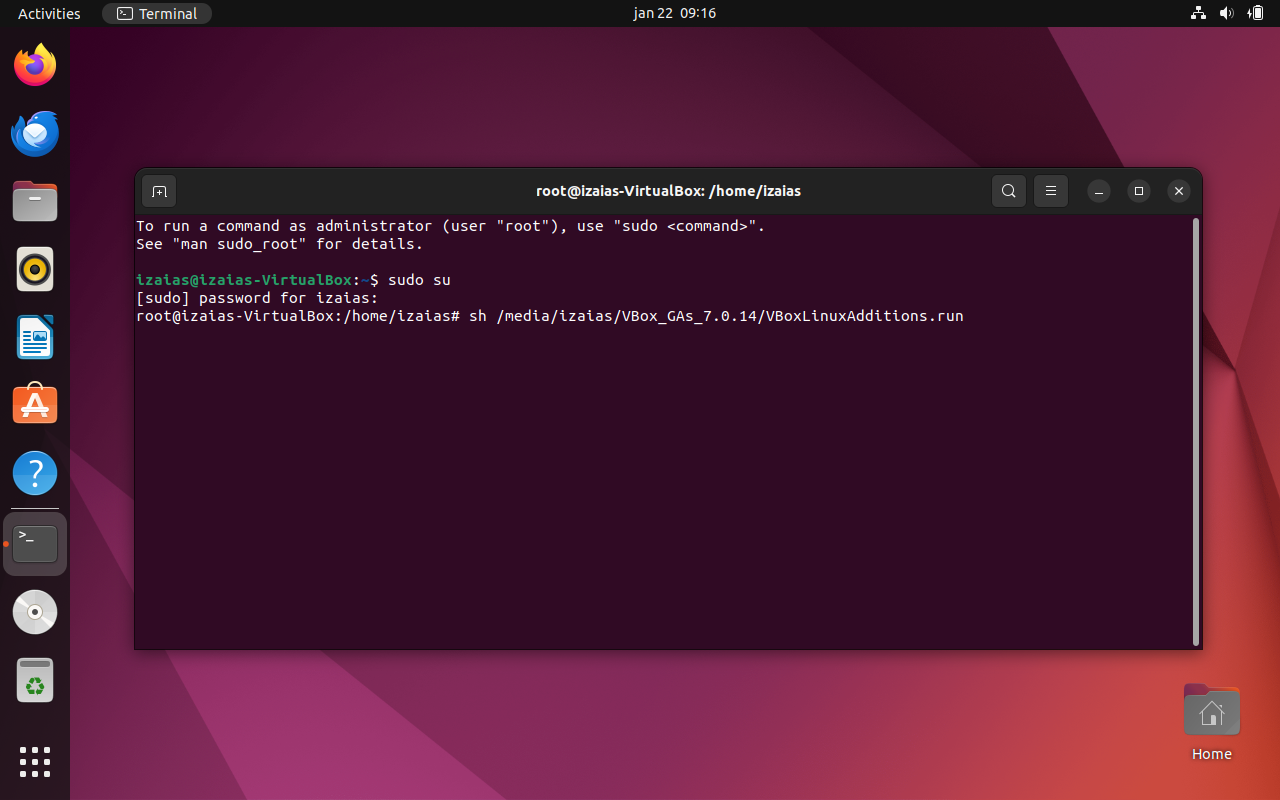 Activities
Terminal
jan 22 09:16
root@izaias-VirtualBox: /home/izaias
To run a command as administrator (user "root"), use "sudo <command>".
See "man sudo_root" for details.
izaias@izaias-VirtualBox:~$ sudo su
[sudo] password for izaias:
root@izaias-VirtualBox:/home/izaias# sh /media/izaias/VBox_GAs_7.0.14/VBoxLinuxAdditions.run
Home